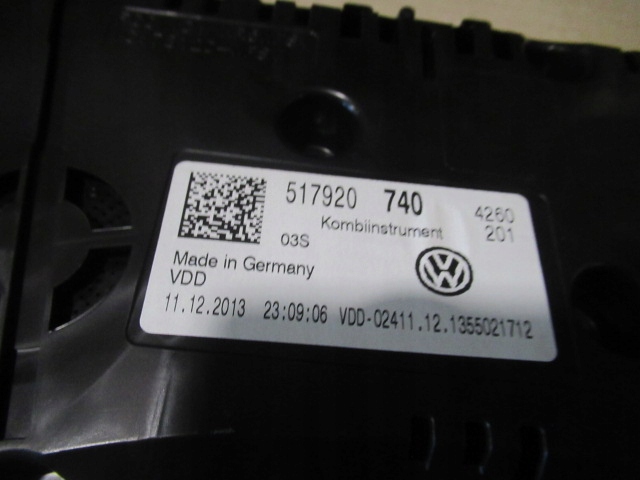 517920 740 4260
Kombiinstrument 201
03S
Made in Germany
VDD
11.12.2013 23:09:06 VDD-02411.12.1355021712